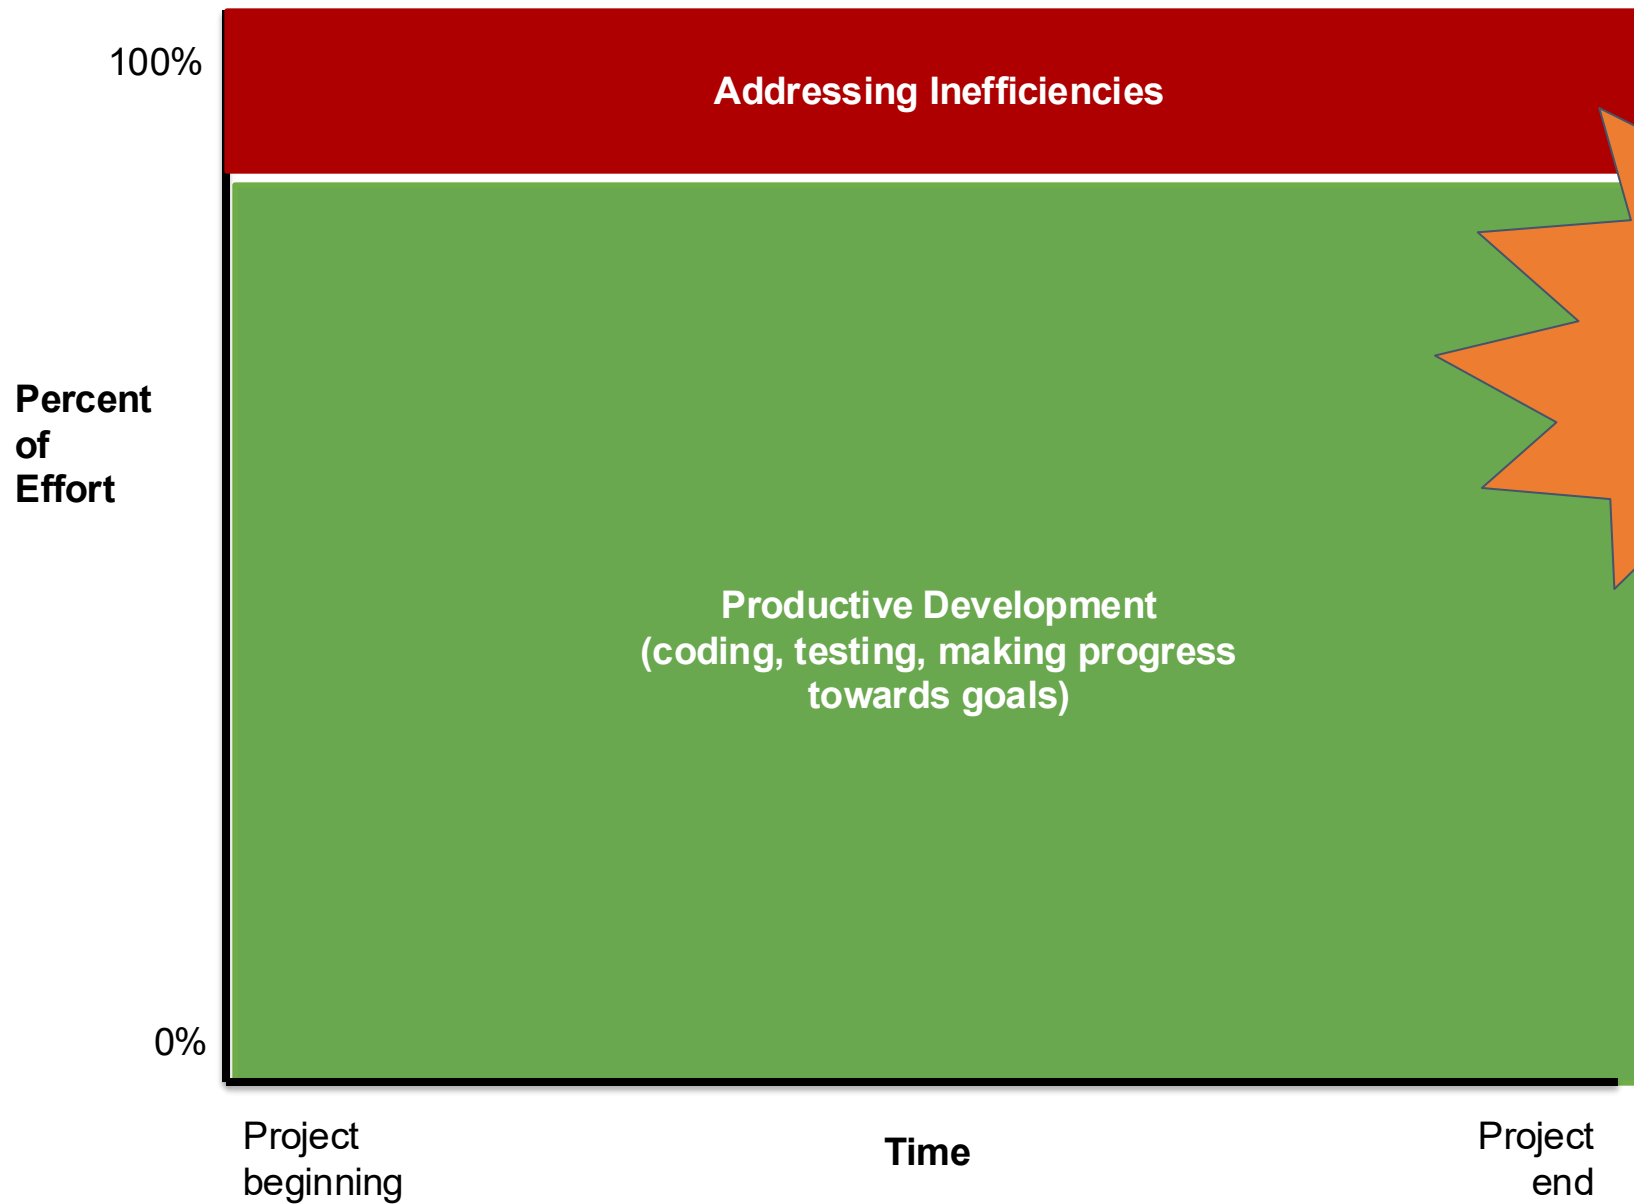 100%
Addressing Inefficiencies
Percent
of
Effort
Productive Development
(coding, testing, making progress
towards goals)
0%
Project
beginning
Time
Project
end